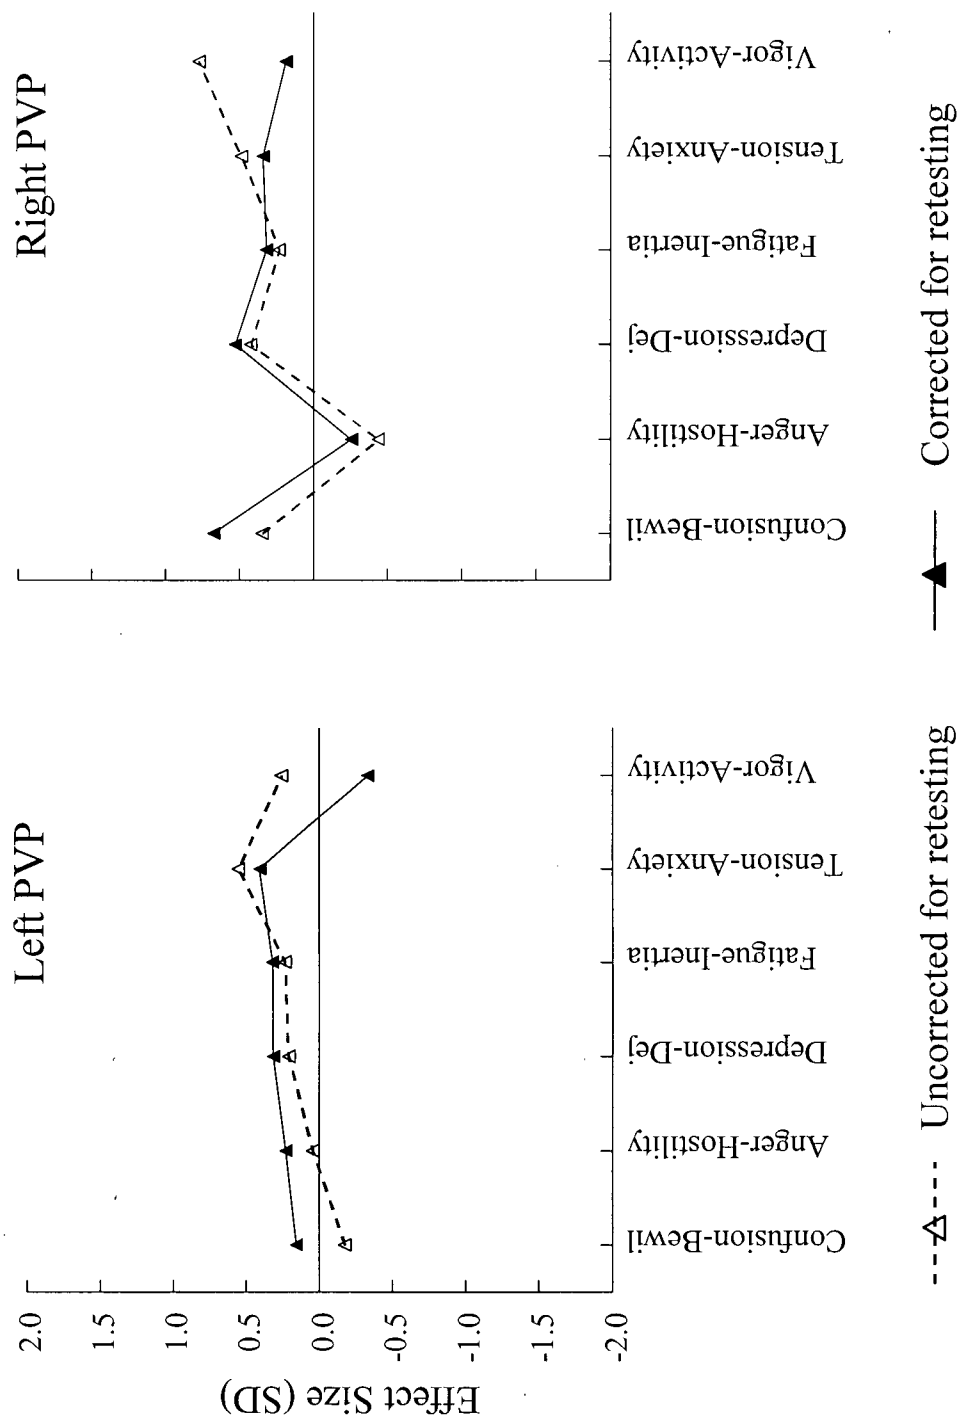 Left PVP
Right PVP
Effect Size (SD)
2.0
1.5
1.0
0.5
0.0
-0.5
-1.0
-1.5
-2.0
Confusion-Bewil
Anger-Hostility
Depression-Dej
Fatigue-Inertia
Tension-Anxiety
Vigor-Activity
Confusion-Bewil
Anger-Hostility
Depression-Dej
Fatigue-Inertia
Tension-Anxiety
Vigor-Activity
Uncorrected for retesting
Corrected for retesting